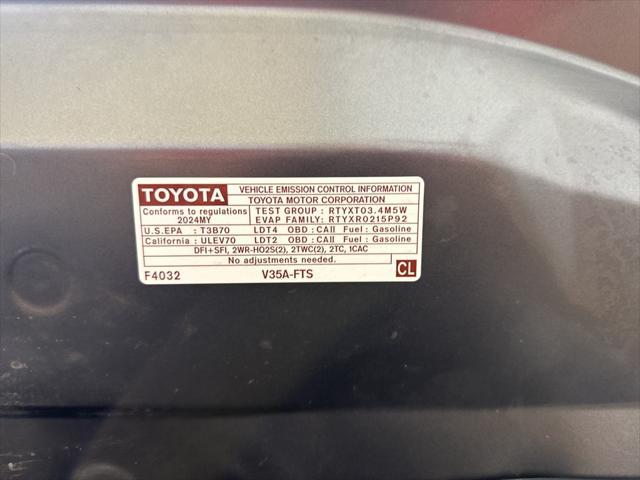 TOYOTA VEHICLE EMISSION CONTROL INFORMATION
TOYOTA MOTOR CORPORATION
Conforms to regulations TEST GROUP : RTYXT03.4M5W
2024MY EVAP FAMILY: RTYXR0215P92
U.S.EPA : T3B70 LDT4 OBD : CAII Fuel : Gasoline
California : ULEV70 LDT2 OBD : CAII Fuel : Gasoline
DFI+SFI, 2WR-HO2S(2), 2TWC(2), 2TC, 1CAC
No adjustments needed.
F4032 V35A-FTS CL